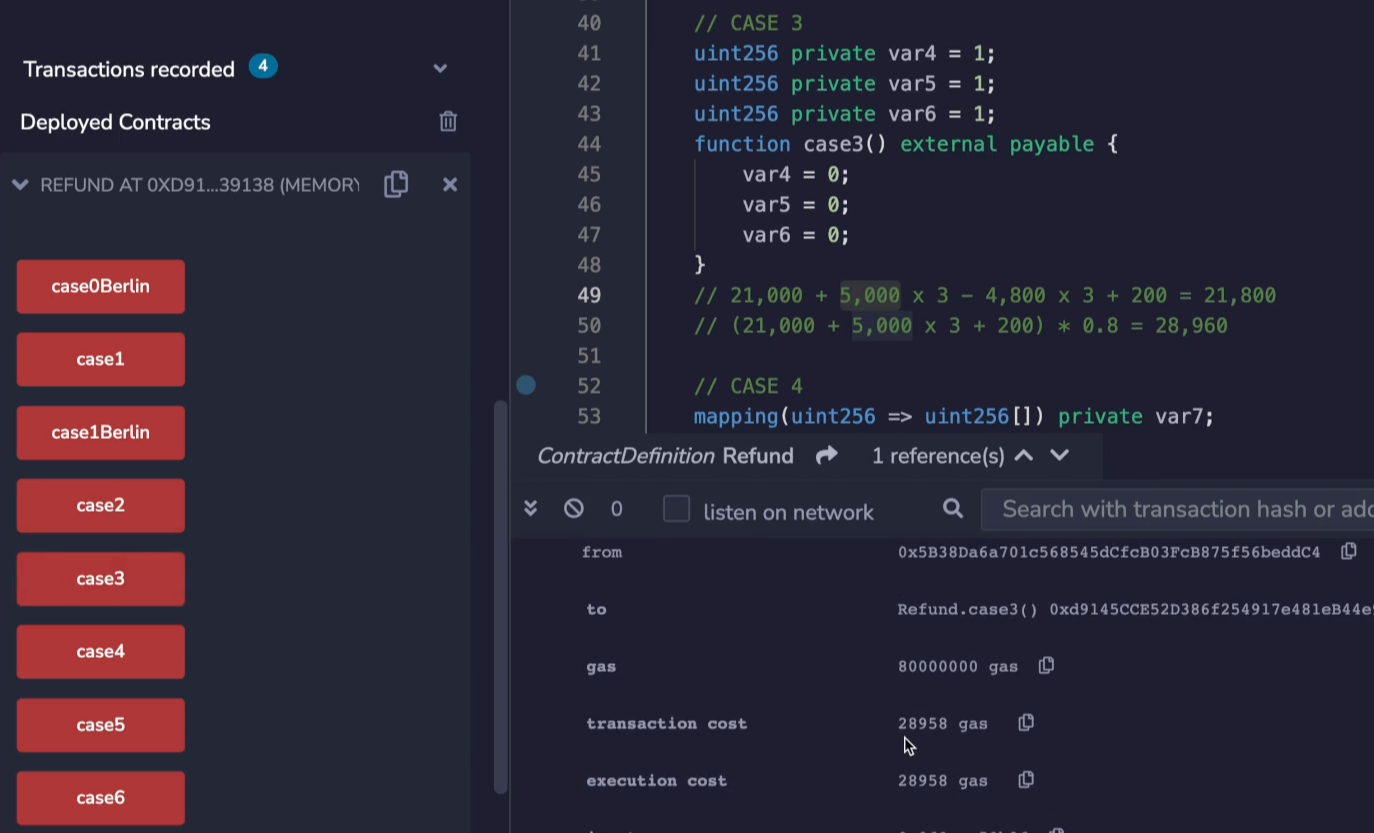 Transactions recorded 4
Deployed Contracts
REFUND AT 0XD91...39138 (MEMORY
case0Berlin
case1
case1Berlin
case2
case3
case4
case5
case6
40 // CASE 3
41 uint256 private var4 = 1;
42 uint256 private var5 = 1;
43 uint256 private var6 = 1;
44 function case3() external payable {
45 var4 = 0;
46 var5 = 0;
47 var6 = 0;
48 }
49 // 21,000 + 5,000 x 3 – 4,800 x 3 + 200 = 21,800
50 // (21,000 + 5,000 x 3 + 200) * 0.8 = 28,960
51
52 // CASE 4
53 mapping(uint256 => uint256[]) private var7;
ContractDefinition Refund 1 reference(s)
0 listen on network Search with transaction hash or add
from 0x5B38Da6a701c568545dCfcB03FcB875f56beddC4
to Refund.case3() 0xd9145CCE52D386f254917e481eB44e
gas 80000000 gas
transaction cost 28958 gas
execution cost 28958 gas